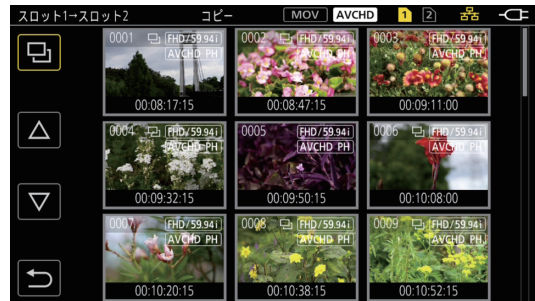 スロット1→スロット2 コピー MOV AVCHD 1 2
0001 FHD/59.94i
AVCHD PH
00:08:17:15
0002 FHD/59.94i
AVCHD PH
00:08:47:15
0003 FHD/59.94i
AVCHD PH
00:09:11:00
0004 FHD/59.94i
AVCHD PH
00:09:32:15
0005 FHD/59.94i
AVCHD PH
00:09:50:15
0006 FHD/59.94i
AVCHD PH
00:10:08:00
0007 FHD/59.94i
AVCHD PH
00:10:20:15
0008 FHD/59.94i
AVCHD PH
00:10:38:15
0009 FHD/59.94i
AVCHD PH
00:10:52:15